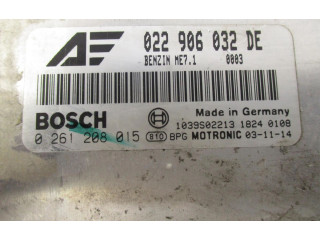 AE 022 906 032 DE
BENZIN ME7.1 0003
BOSCH Made in Germany
1039S02213 1824 0108
0 261 208 015 BPG MOTRONIC 03-11-14